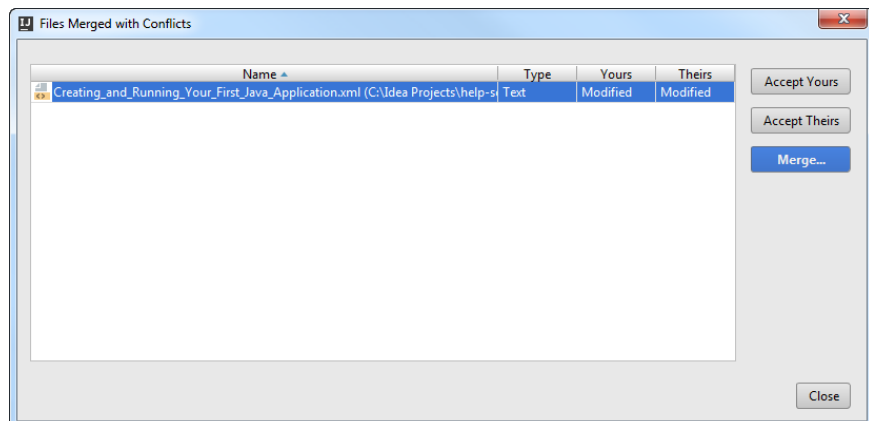 Files Merged with Conflicts
Name Type Yours Theirs
Creating_and_Running_Your_First_Java_Application.xml (C:\Idea Projects\help-s Text Modified Modified
Accept Yours
Accept Theirs
Merge...
Close